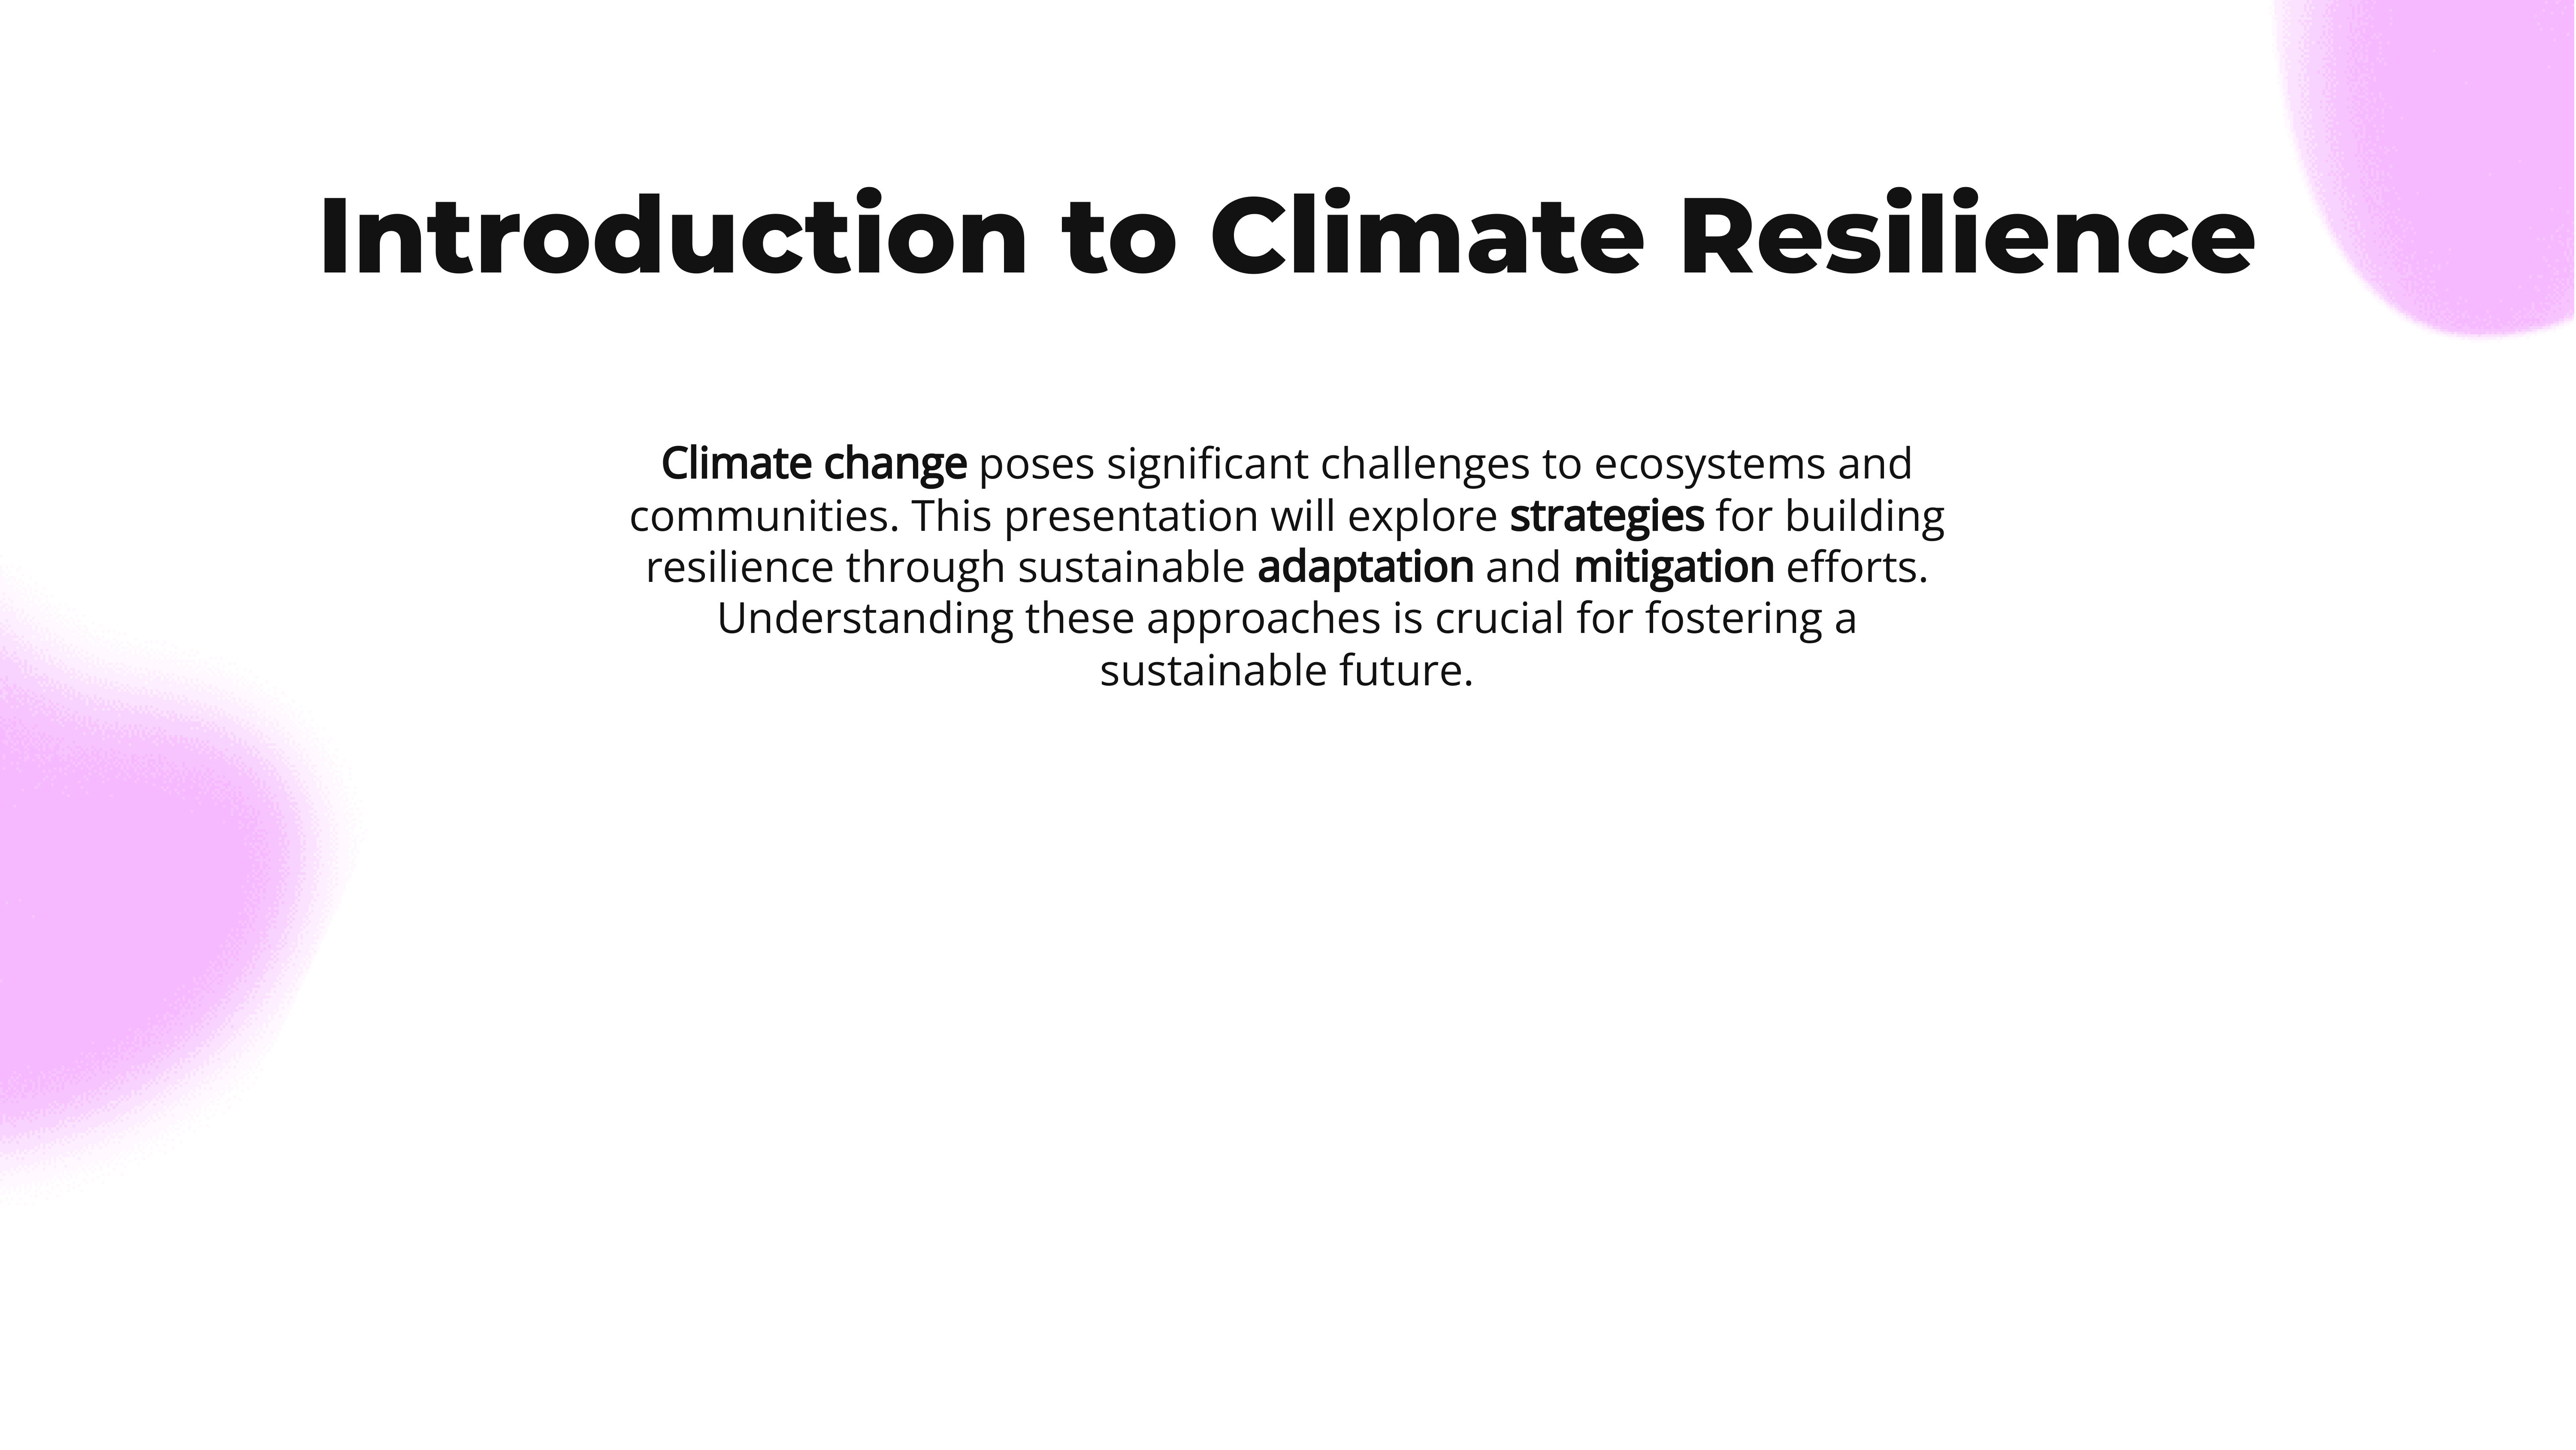 Introduction to Climate Resilience
Climate change poses significant challenges to ecosystems and
communities. This presentation will explore strategies for building
resilience through sustainable adaptation and mitigation efforts.
Understanding these approaches is crucial for fostering a
sustainable future.